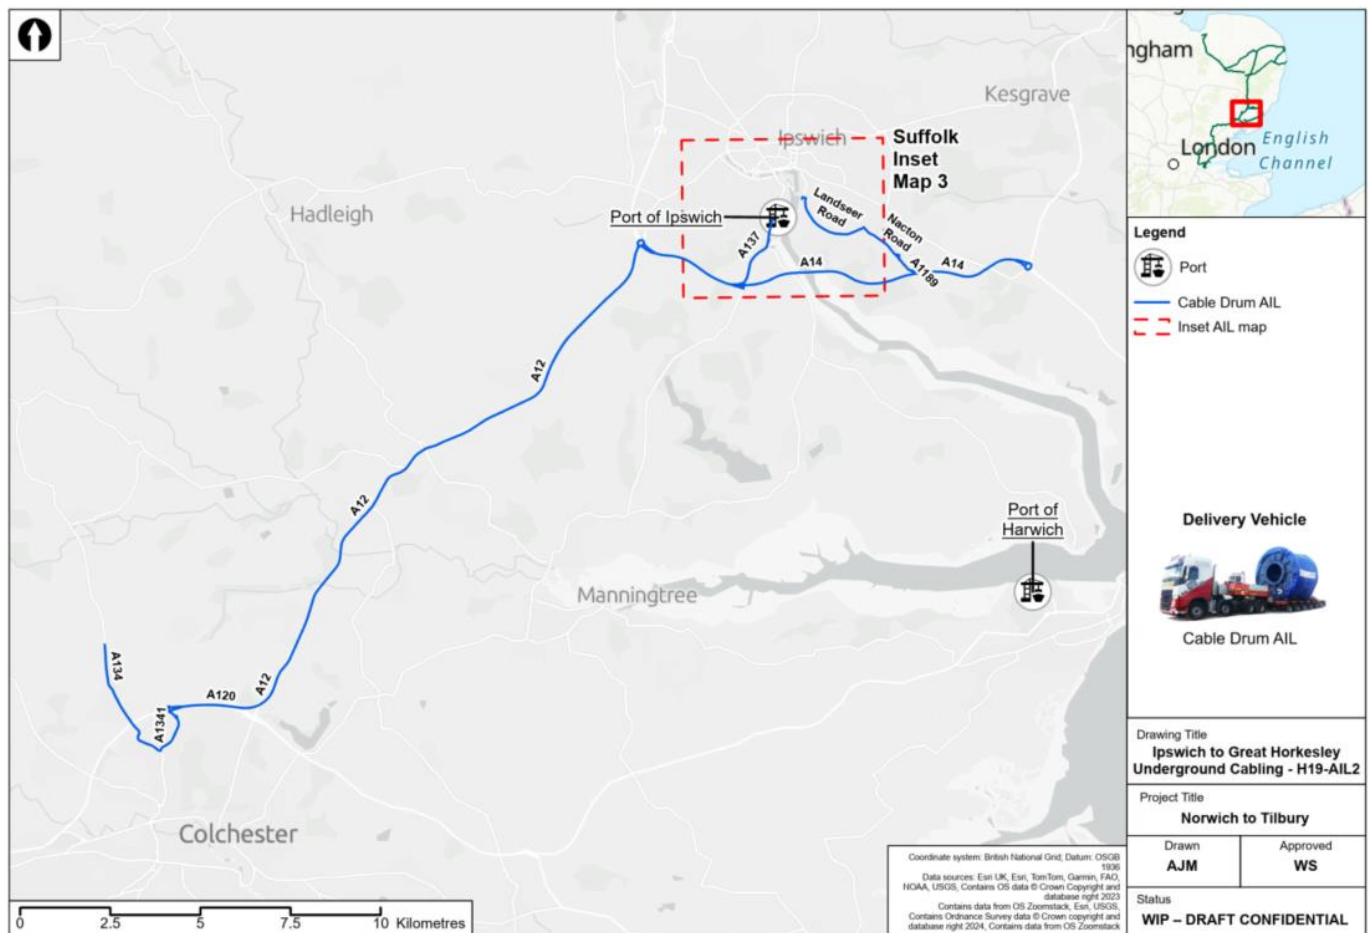 Kesgrave
Ipswich
Suffolk
Inset
Map 3
Hadleigh
Port of Ipswich
Landseer
Road
Nacton
Road
A137
A14
A1189
A14
A12
A12
Port of
Harwich
Manningtree
A134
A1341
A120
A12
Colchester
0 2.5 5 7.5 10 Kilometres
Coordinate system: British National Grid; Datum: OSGB
1936
Data sources: Esri UK, Esri, TomTom, Garmin, FAO,
NOAA, USGS, Contains OS data © Crown Copyright and
database right 2023
Contains data from OS Zoomstack, Esri, USGS,
Contains Ordnance Survey data © Crown copyright and
database right 2024, Contains data from OS Zoomstack
ngham
London
English
Channel
Legend
Port
Cable Drum AIL
Inset AIL map
Delivery Vehicle
Cable Drum AIL
Drawing Title
Ipswich to Great Horkesley
Underground Cabling - H19-AIL2
Project Title
Norwich to Tilbury
Drawn
AJM
Approved
WS
Status
WIP – DRAFT CONFIDENTIAL